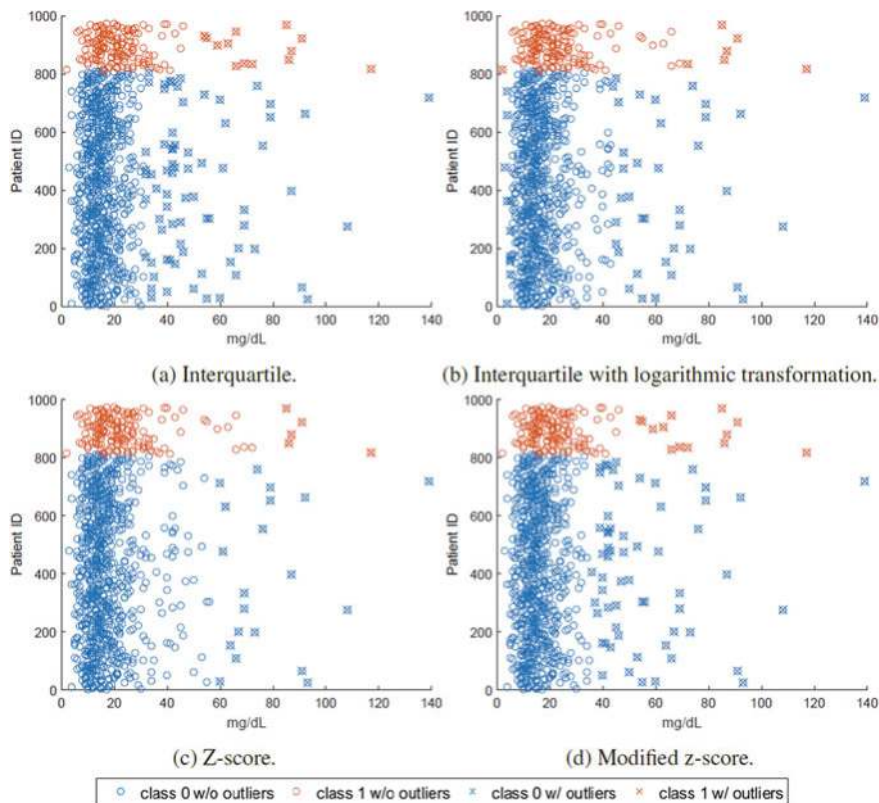 1000
800
600
400
200
0
Patient ID
0 20 40 60 80 100 120 140
mg/dL
(a) Interquartile.
1000
800
600
400
200
0
Patient ID
0 20 40 60 80 100 120 140
mg/dL
(b) Interquartile with logarithmic transformation.
1000
800
600
400
200
0
Patient ID
0 20 40 60 80 100 120 140
mg/dL
(c) Z-score.
1000
800
600
400
200
0
Patient ID
0 20 40 60 80 100 120 140
mg/dL
(d) Modified z-score.
class 0 w/o outliers class 1 w/o outliers class 0 w/ outliers class 1 w/ outliers